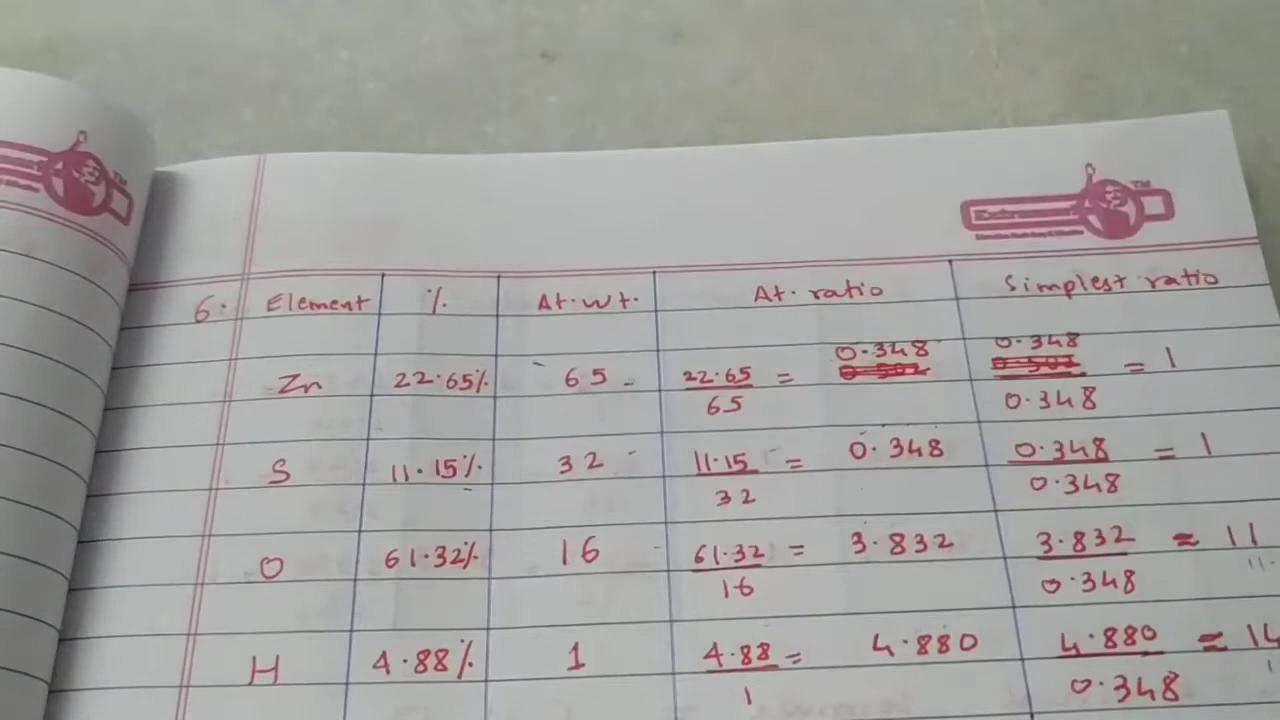 6. Element % At. wt. At. ratio Simplest ratio
Zn 22.65% 65 22.65/65 = 0.348 0.348/0.348 = 1
S 11.15% 32 11.15/32 = 0.348 0.348/0.348 = 1
O 61.32% 16 61.32/16 = 3.832 3.832/0.348 ≈ 11
H 4.88% 1 4.88/1 = 4.880 4.880/0.348 ≈ 14